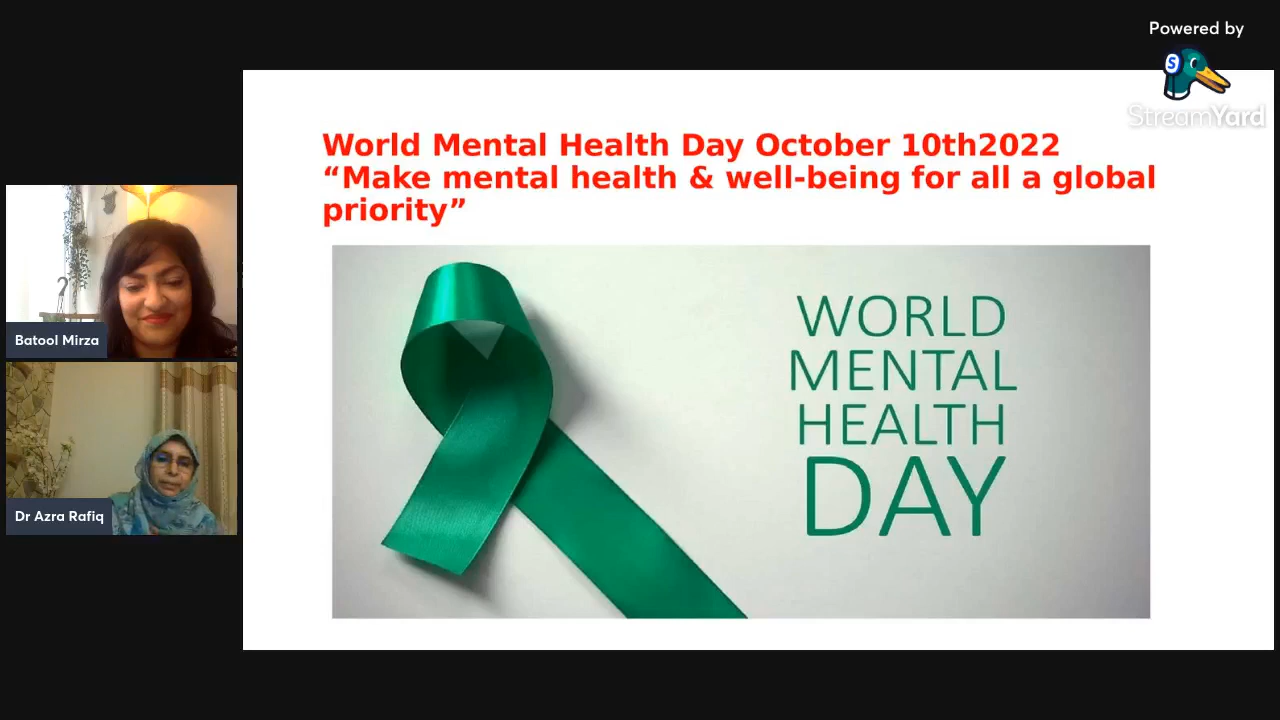 Powered by
StreamYard
World Mental Health Day October 10th2022
“Make mental health & well-being for all a global
priority”
WORLD
MENTAL
HEALTH
DAY
Batool Mirza
Dr Azra Rafiq